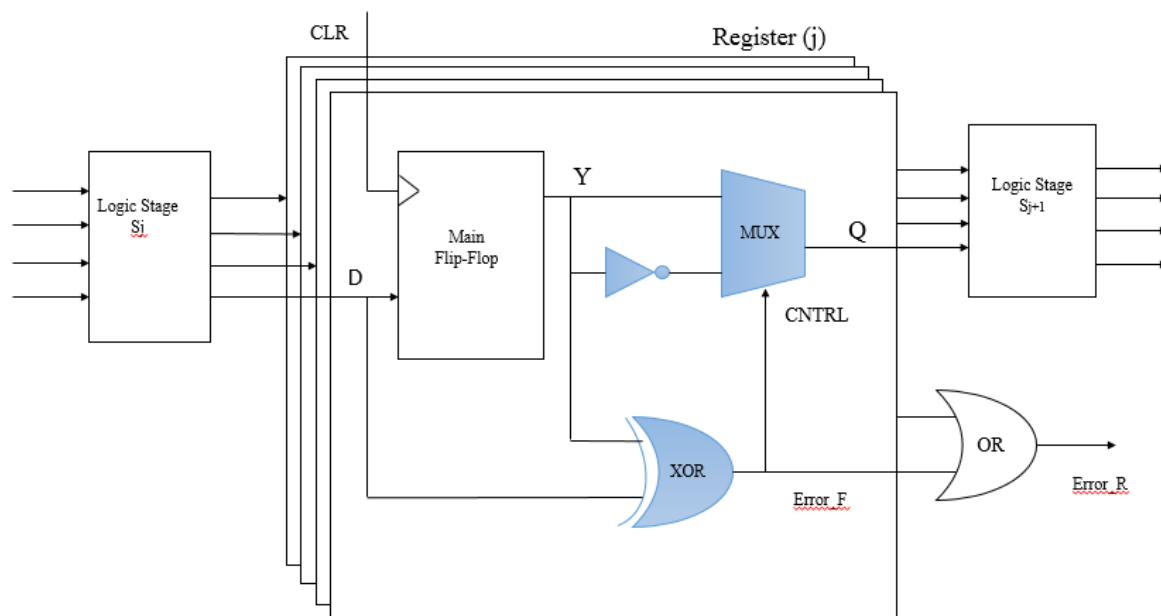 CLR
Register (j)
Logic Stage
Sj
D
Main
Flip-Flop
Y
MUX
Q
CNTRL
Logic Stage
Sj+1
XOR
Error_F
OR
Error_R